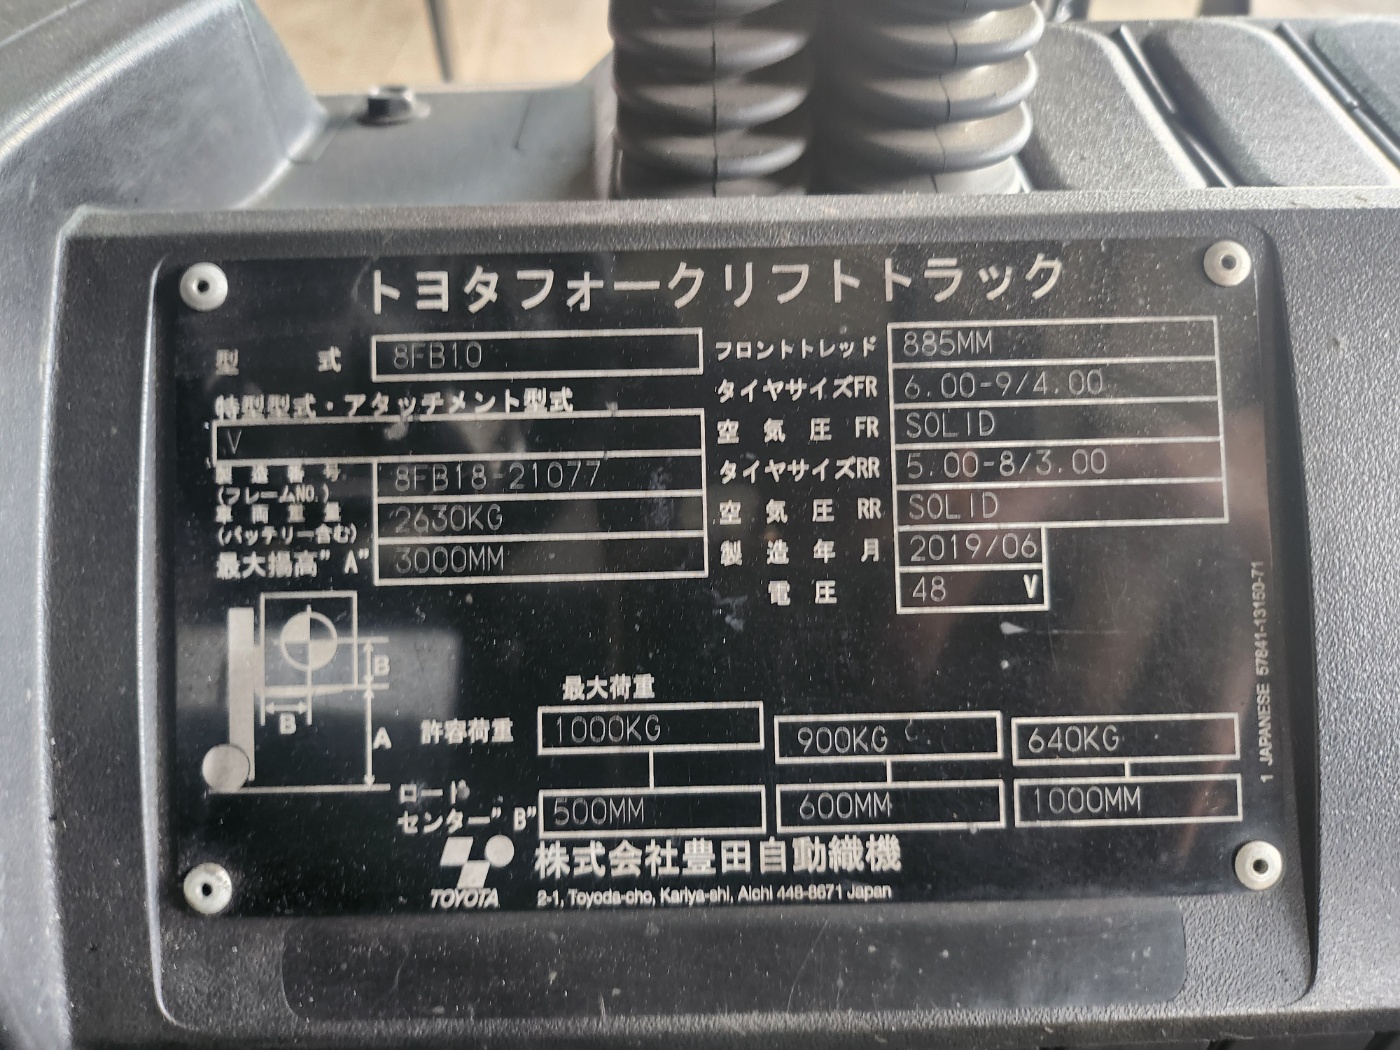 トヨタフォークリフトトラック
型 式 8FB10
特型型式・アタッチメント型式
V
製造番号
(フレームNO.) 8FB18-21077
車両重量
(バッテリー含む) 2630KG
最大揚高"A" 3000MM
フロントトレッド 885MM
タイヤサイズFR 6.00-9/4.00
空気圧 FR SOLID
タイヤサイズRR 5.00-8/3.00
空気圧 RR SOLID
製造年月 2019/06
電圧 48 V
B
B
A
最大荷重
許容荷重 1000KG 900KG 640KG
ロード
センター"B" 500MM 600MM 1000MM
TOYOTA
株式会社豊田自動織機
2-1, Toyoda-cho, Kariya-shi, Aichi 448-8671 Japan
1 JAPANESE 57841-13150-71